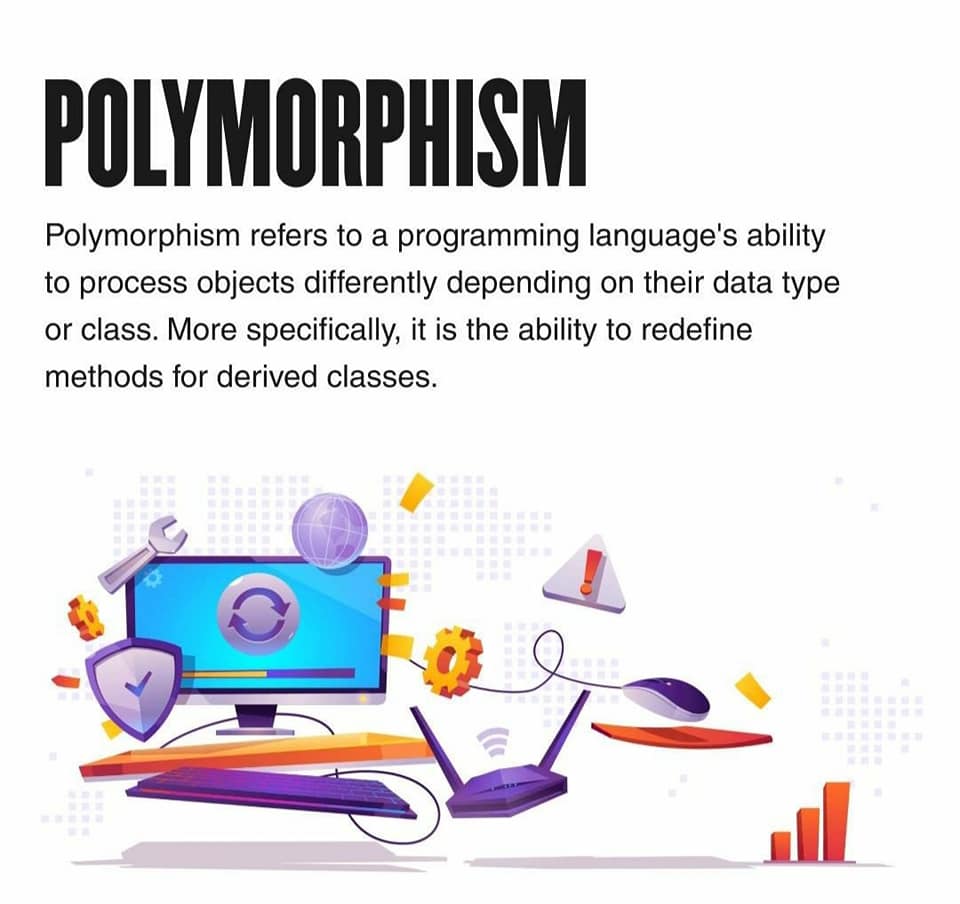 POLYMORPHISM
Polymorphism refers to a programming language's ability
to process objects differently depending on their data type
or class. More specifically, it is the ability to redefine
methods for derived classes.